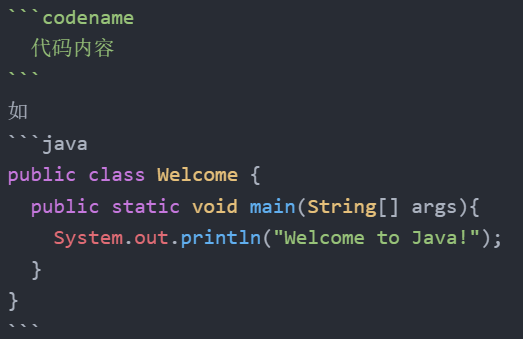 ```codename
  代码内容
```
如
```java
public class Welcome {
  public static void main(String[] args){
    System.out.println("Welcome to Java!");
  }
}
```